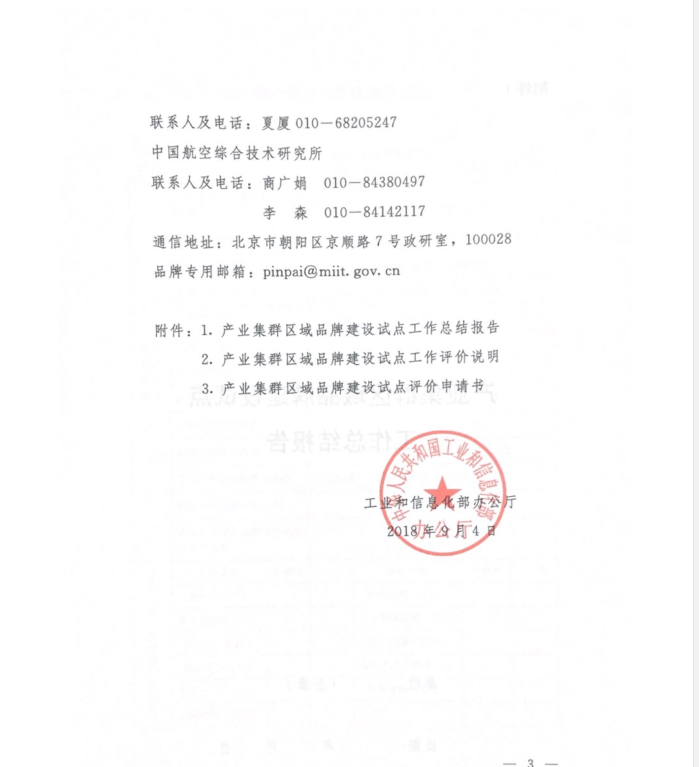 联系人及电话：夏厦 010—68205247
中国航空综合技术研究所
联系人及电话：商广娟 010—84380497
李 森 010—84142117
通信地址：北京市朝阳区京顺路 7 号政研室，100028
品牌专用邮箱：pinpai@miit.gov.cn
附件：1. 产业集群区域品牌建设试点工作总结报告
2. 产业集群区域品牌建设试点工作评价说明
3. 产业集群区域品牌建设试点评价申请书
中华人民共和国工业和信息化部
工业和信息化部办公厅
办公厅
2018 年 9 月 4 日
— 3 —